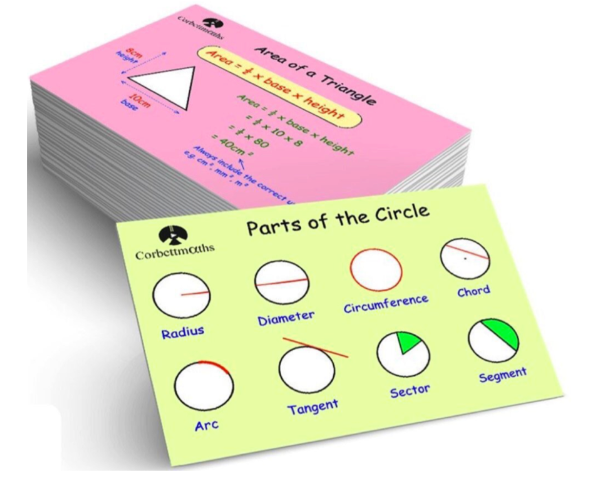 Corbettmaths
Area of a Triangle
Area = ½ x base x height
8cm
height
10cm
base
Area = ½ x base x height
= ½ x 10 x 8
= ½ x 80
= 40cm²
Always include the correct
e.g. cm², mm², m²
Corbettmαths
Parts of the Circle
Radius
Diameter
Circumference
Chord
Arc
Tangent
Sector
Segment